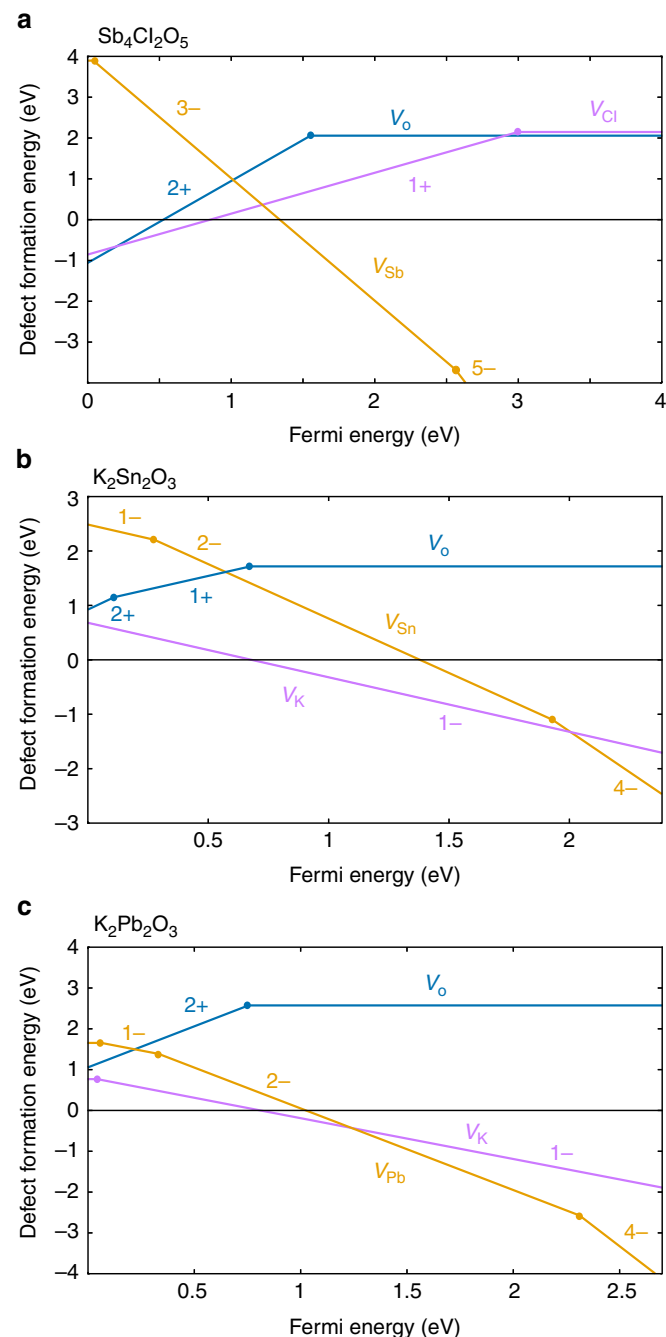 a
Sb₄Cl₂O₅
Defect formation energy (eV)
4
3
2
1
0
–1
–2
–3
3–
Vo
VCl
2+
1+
VSb
5–
0 1 2 3 4
Fermi energy (eV)
b
K₂Sn₂O₃
Defect formation energy (eV)
3
2
1
0
–1
–2
–3
1–
2–
Vo
2+
1+
VSn
VK
1–
4–
0.5 1 1.5 2
Fermi energy (eV)
c
K₂Pb₂O₃
Defect formation energy (eV)
4
3
2
1
0
–1
–2
–3
–4
2+
Vo
1–
2–
VK
1–
VPb
4–
0.5 1 1.5 2 2.5
Fermi energy (eV)